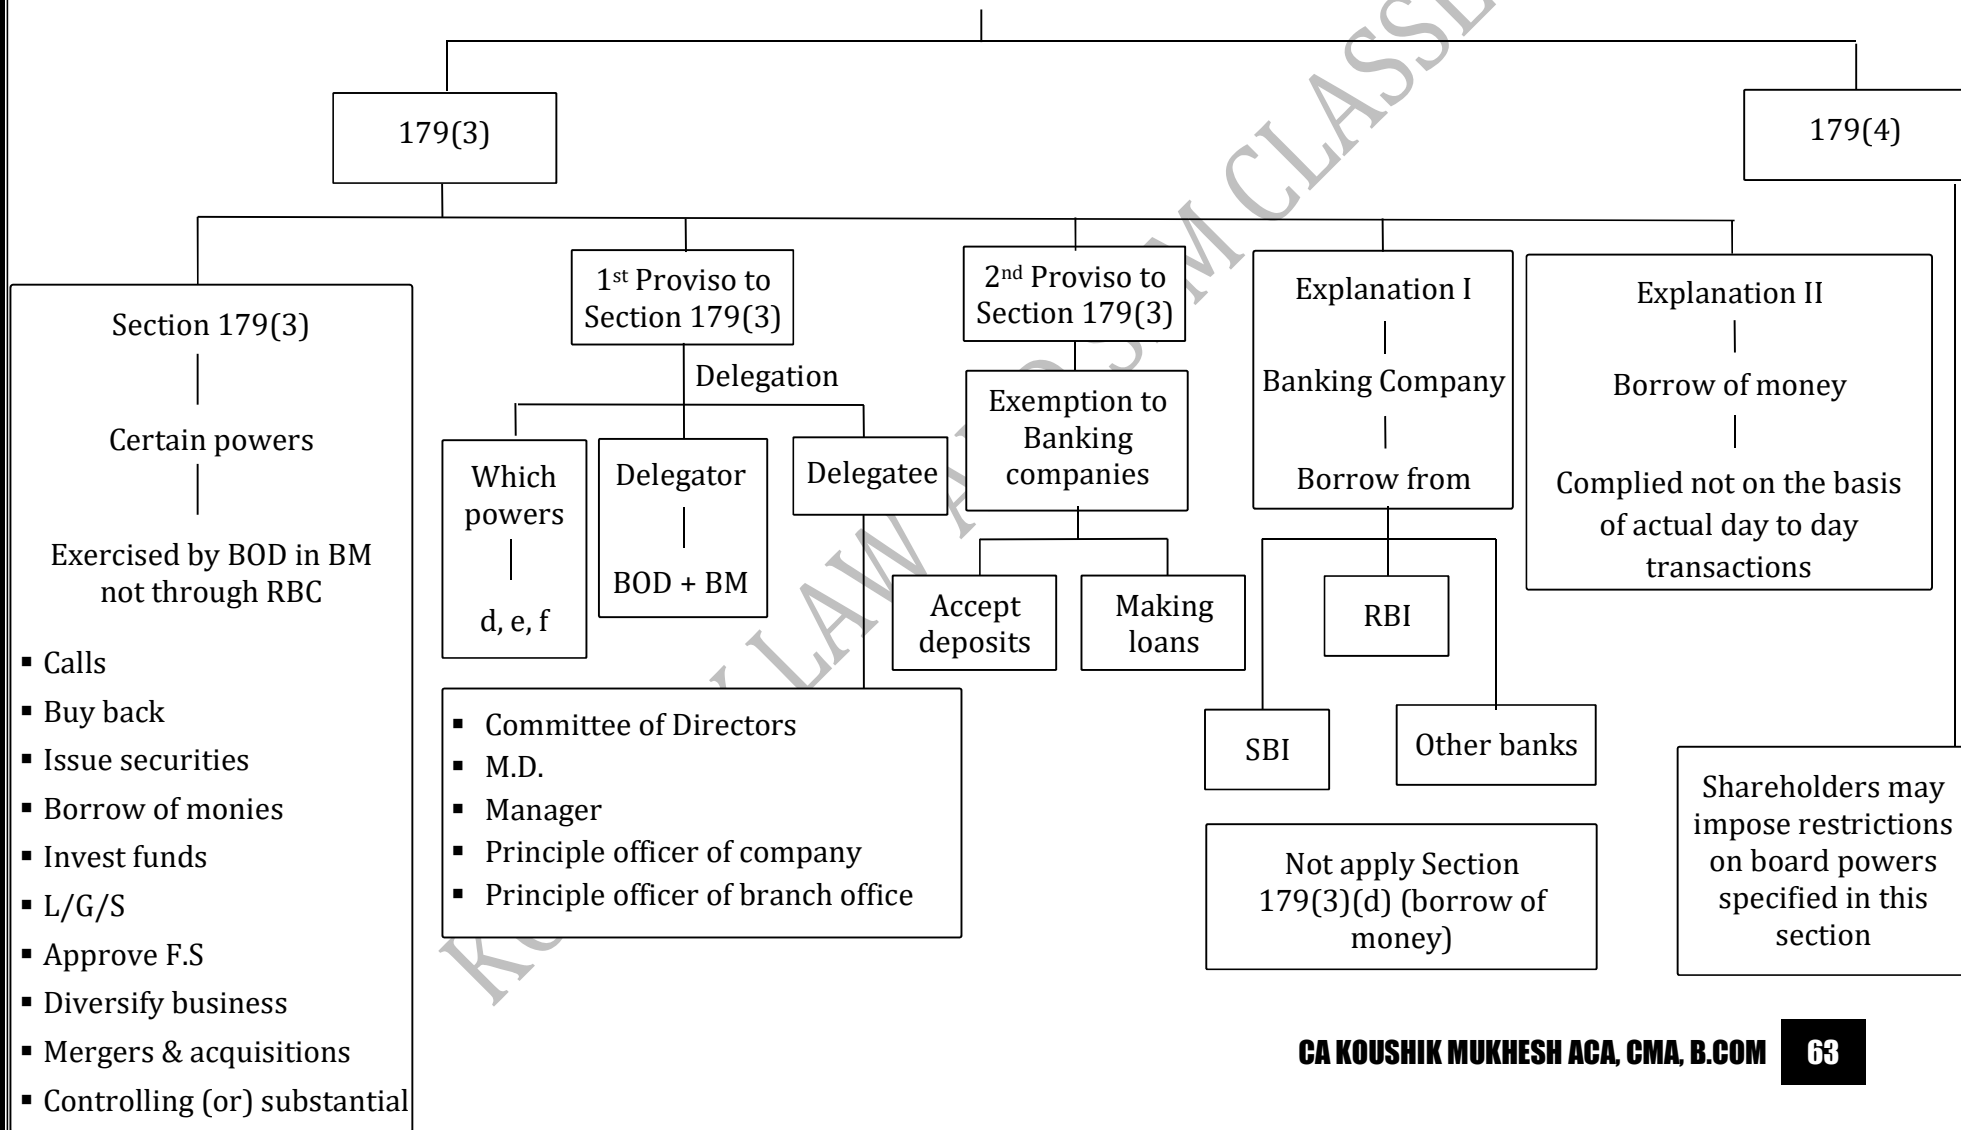 179(3)
179(4)
Section 179(3)
Certain powers
Exercised by BOD in BM
not through RBC
▪ Calls
▪ Buy back
▪ Issue securities
▪ Borrow of monies
▪ Invest funds
▪ L/G/S
▪ Approve F.S
▪ Diversify business
▪ Mergers & acquisitions
▪ Controlling (or) substantial
1st Proviso to
Section 179(3)
Delegation
Which
powers
d, e, f
Delegator
BOD + BM
Delegatee
▪ Committee of Directors
▪ M.D.
▪ Manager
▪ Principle officer of company
▪ Principle officer of branch office
2nd Proviso to
Section 179(3)
Exemption to
Banking
companies
Accept
deposits
Making
loans
Explanation I
Banking Company
Borrow from
SBI
RBI
Other banks
Not apply Section
179(3)(d) (borrow of
money)
Explanation II
Borrow of money
Complied not on the basis
of actual day to day
transactions
Shareholders may
impose restrictions
on board powers
specified in this
section
CA KOUSHIK MUKHESH ACA, CMA, B.COM 63